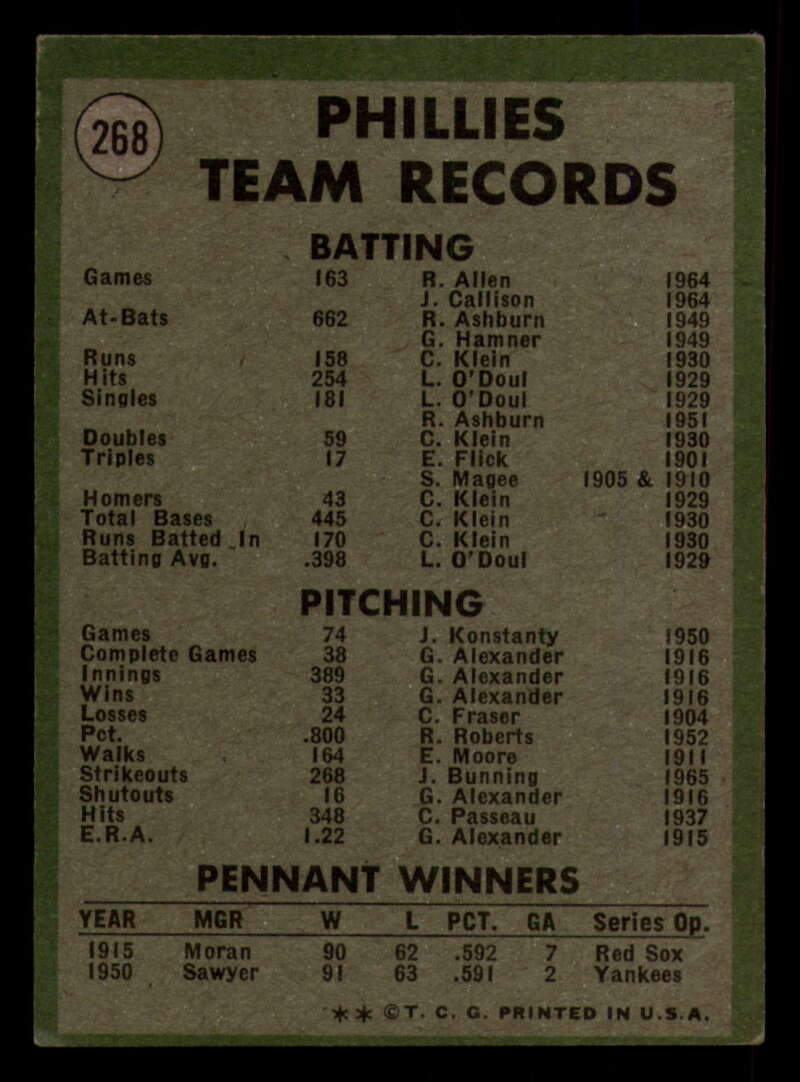 268
PHILLIES
TEAM RECORDS
BATTING
Games 163 R. Allen 1964
J. Callison 1964
At-Bats 662 R. Ashburn 1949
G. Hamner 1949
Runs 158 C. Klein 1930
Hits 254 L. O'Doul 1929
Singles 181 L. O'Doul 1929
R. Ashburn 1951
Doubles 59 C. Klein 1930
Triples 17 E. Flick 1901
S. Magee 1905 & 1910
Homers 43 C. Klein 1929
Total Bases 445 C. Klein 1930
Runs Batted In 170 C. Klein 1930
Batting Avg. .398 L. O'Doul 1929
PITCHING
Games 74 J. Konstanty 1950
Complete Games 38 G. Alexander 1916
Innings 389 G. Alexander 1916
Wins 33 G. Alexander 1916
Losses 24 C. Fraser 1904
Pct. .800 R. Roberts 1952
Walks 164 E. Moore 1911
Strikeouts 268 J. Bunning 1965
Shutouts 16 G. Alexander 1916
Hits 348 C. Passeau 1937
E.R.A. 1.22 G. Alexander 1915
PENNANT WINNERS
YEAR MGR W L PCT. GA Series Op.
1915 Moran 90 62 .592 7 Red Sox
1950 Sawyer 91 63 .591 2 Yankees
** ©T. C. G. PRINTED IN U.S.A.